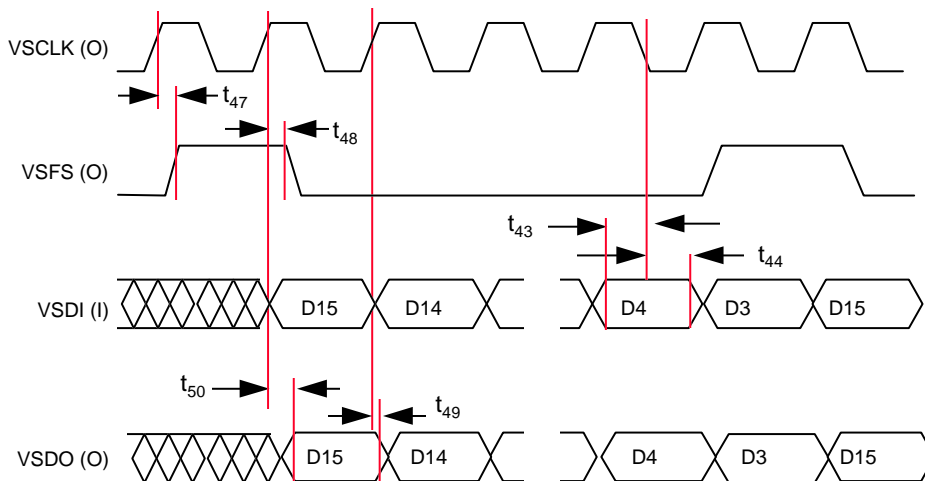 VSCLK (O)
t47
t48
VSFS (O)
t43
t44
VSDI (I) D15 D14 D4 D3 D15
t50
t49
VSDO (O) D15 D14 D4 D3 D15